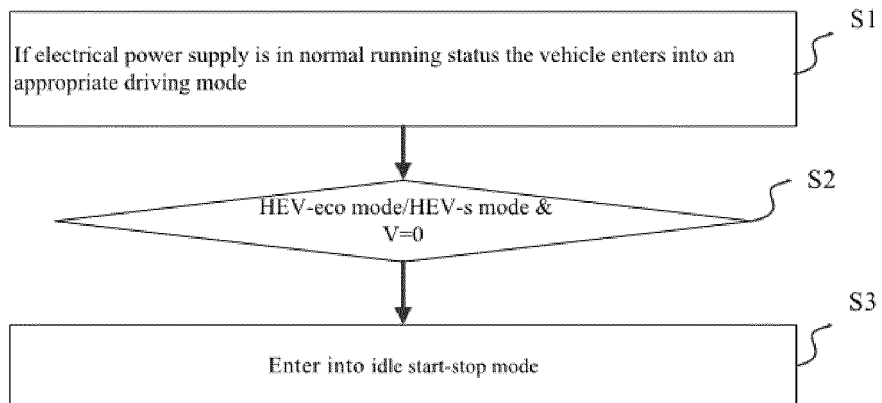 S1
If electrical power supply is in normal running status the vehicle enters into an
appropriate driving mode
S2
HEV-eco mode/HEV-s mode &
V=0
S3
Enter into idle start-stop mode